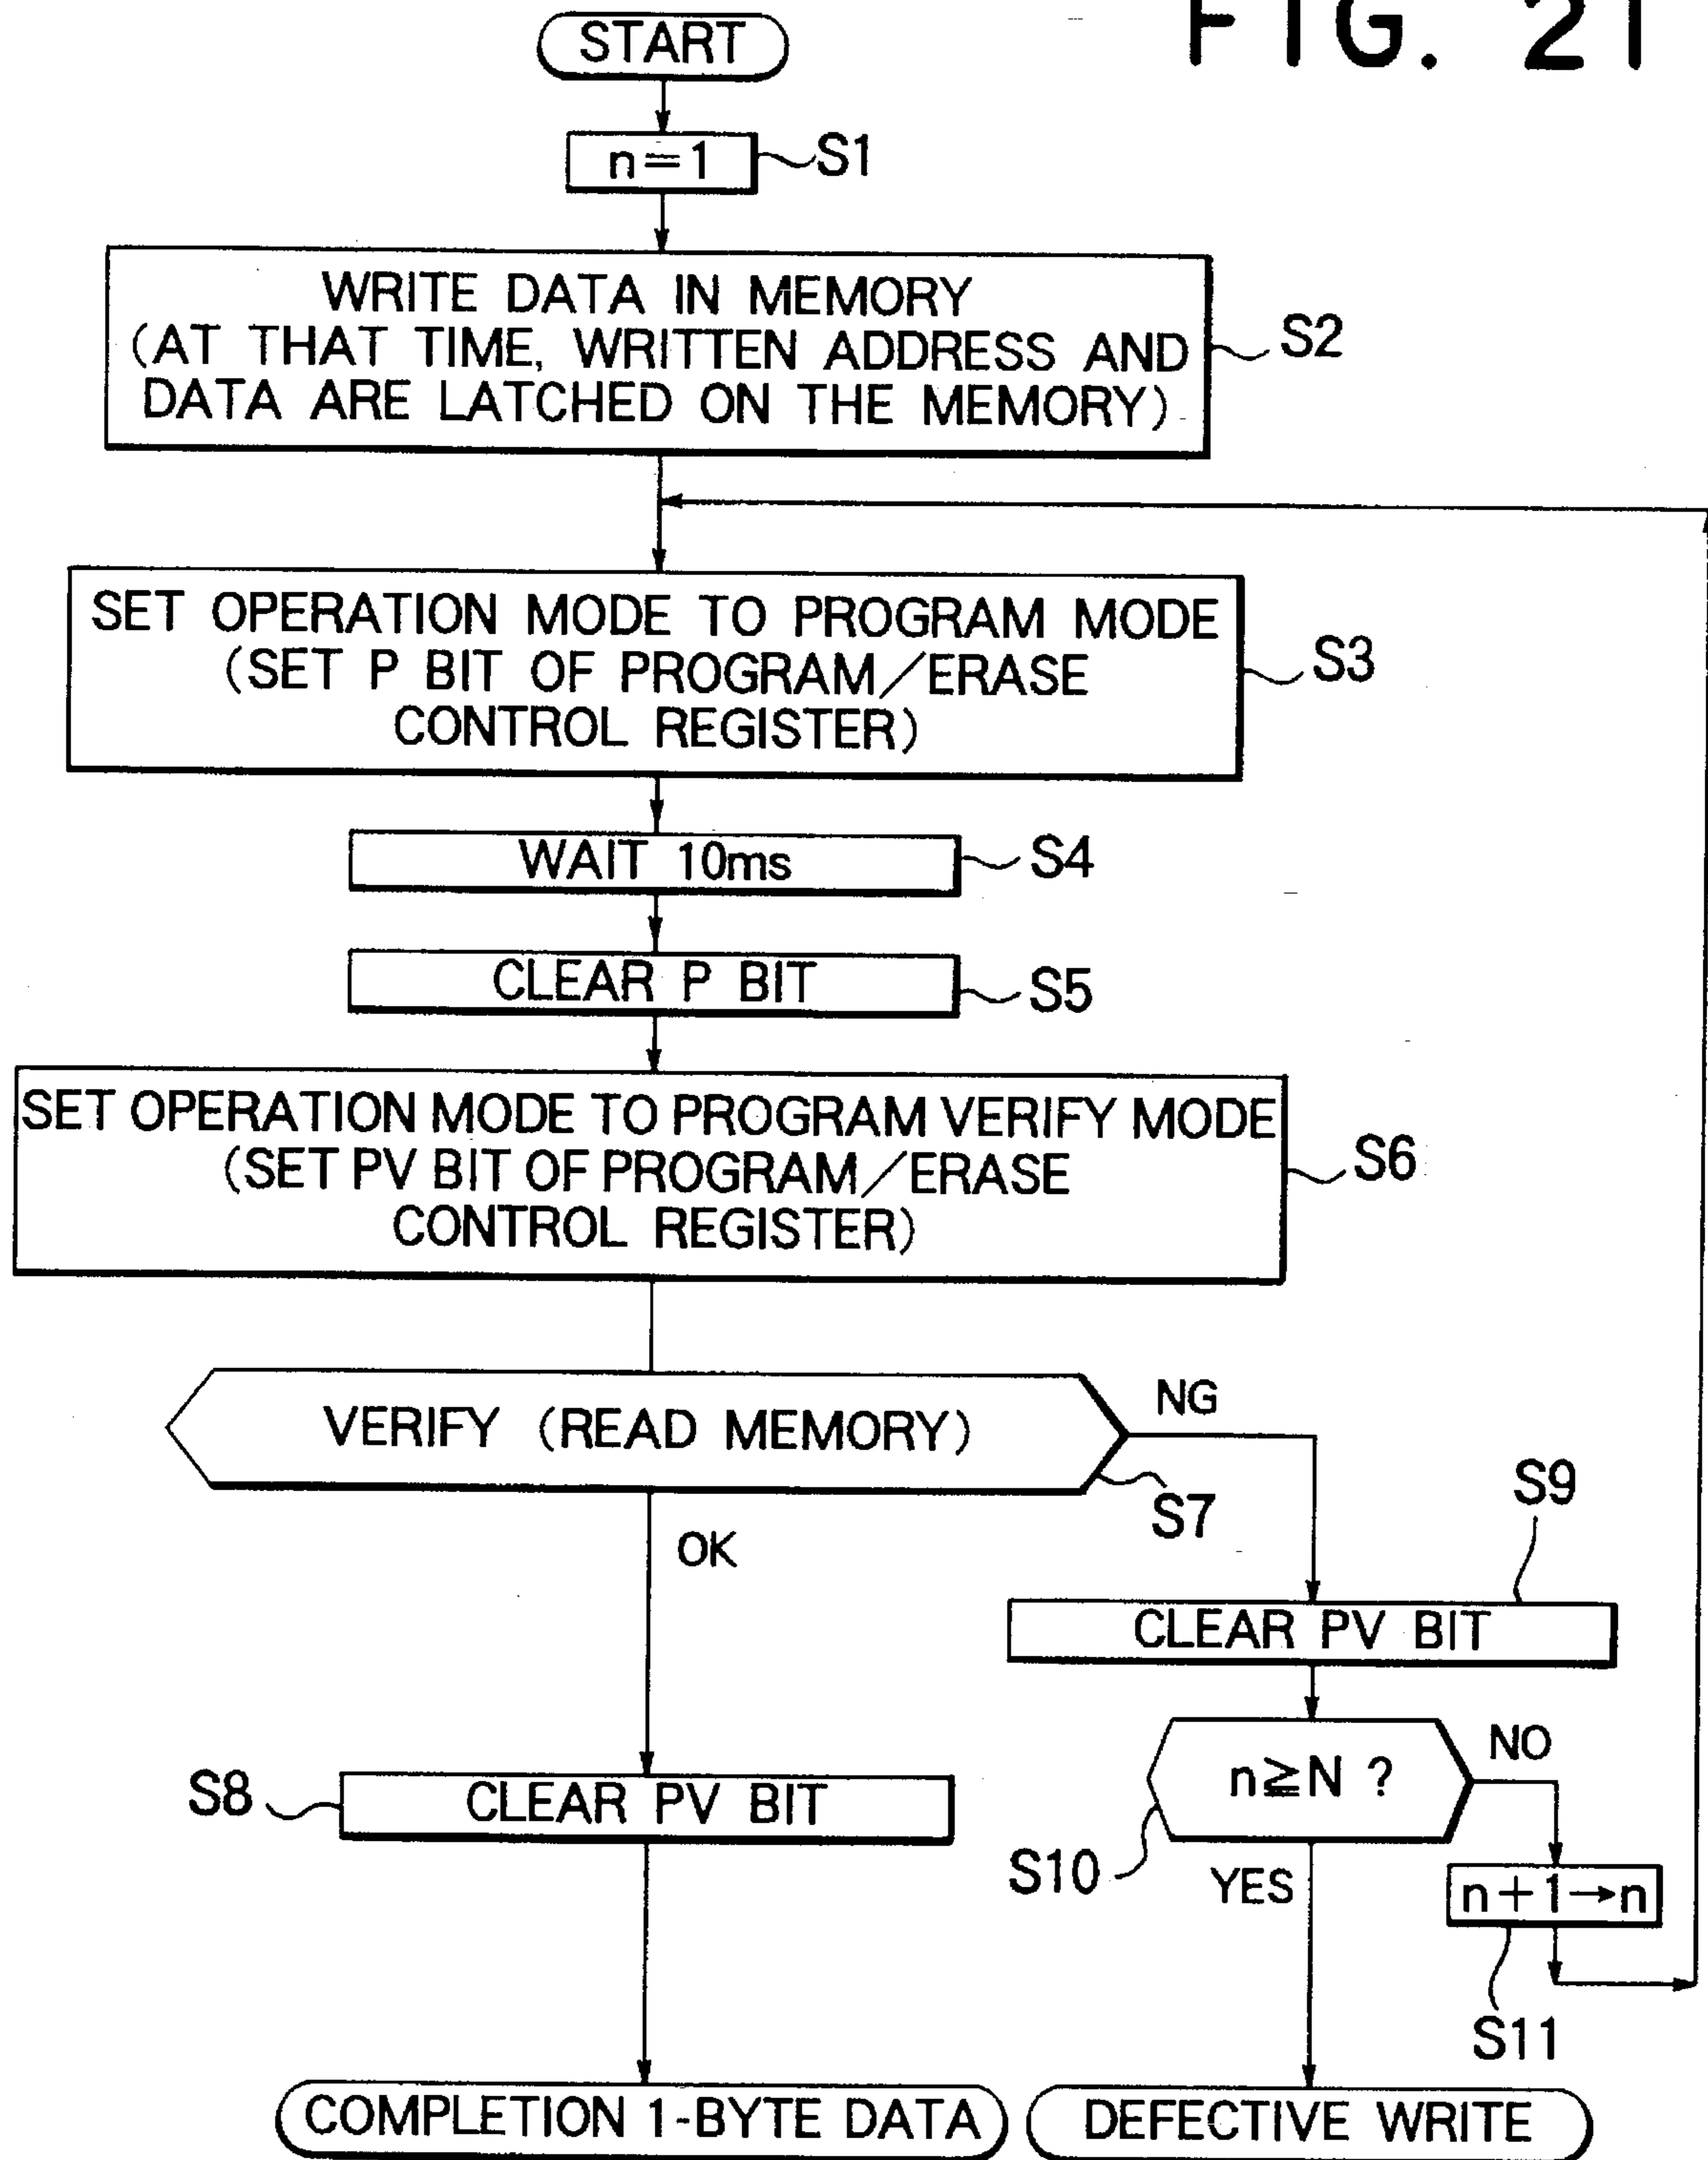 FIG. 21
START
n=1
S1
WRITE DATA IN MEMORY
(AT THAT TIME, WRITTEN ADDRESS AND
DATA ARE LATCHED ON THE MEMORY)
S2
SET OPERATION MODE TO PROGRAM MODE
(SET P BIT OF PROGRAM/ERASE
CONTROL REGISTER)
S3
WAIT 10ms
S4
CLEAR P BIT
S5
SET OPERATION MODE TO PROGRAM VERIFY MODE
(SET PV BIT OF PROGRAM/ERASE
CONTROL REGISTER)
S6
VERIFY (READ MEMORY)
NG
S7
OK
S9
CLEAR PV BIT
n≧N ?
NO
S10
YES
S8
CLEAR PV BIT
n+1→n
S11
COMPLETION 1-BYTE DATA
DEFECTIVE WRITE